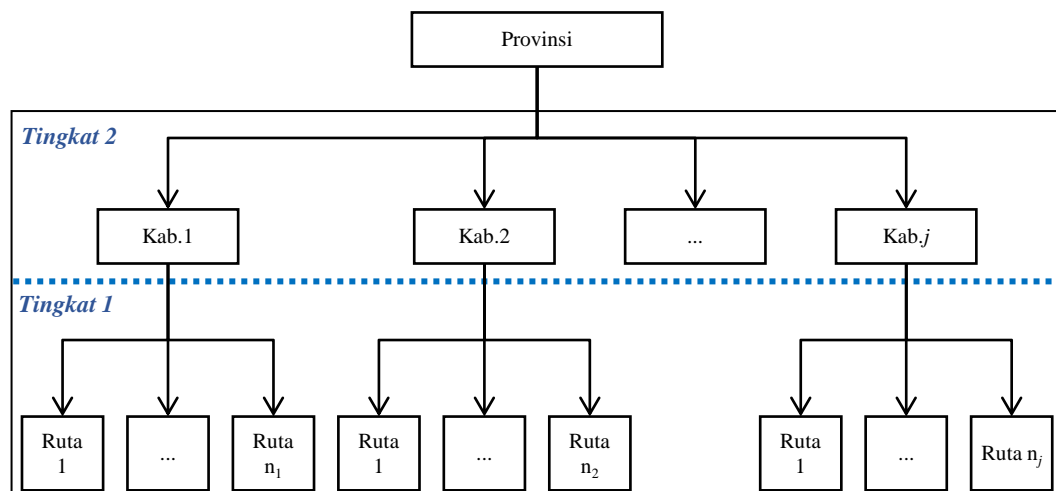 Provinsi
Tingkat 2
Kab.1
Kab.2
...
Kab.j
Tingkat 1
Ruta
1
...
Ruta
n₁
Ruta
1
...
Ruta
n₂
Ruta
1
...
Ruta nⱼ